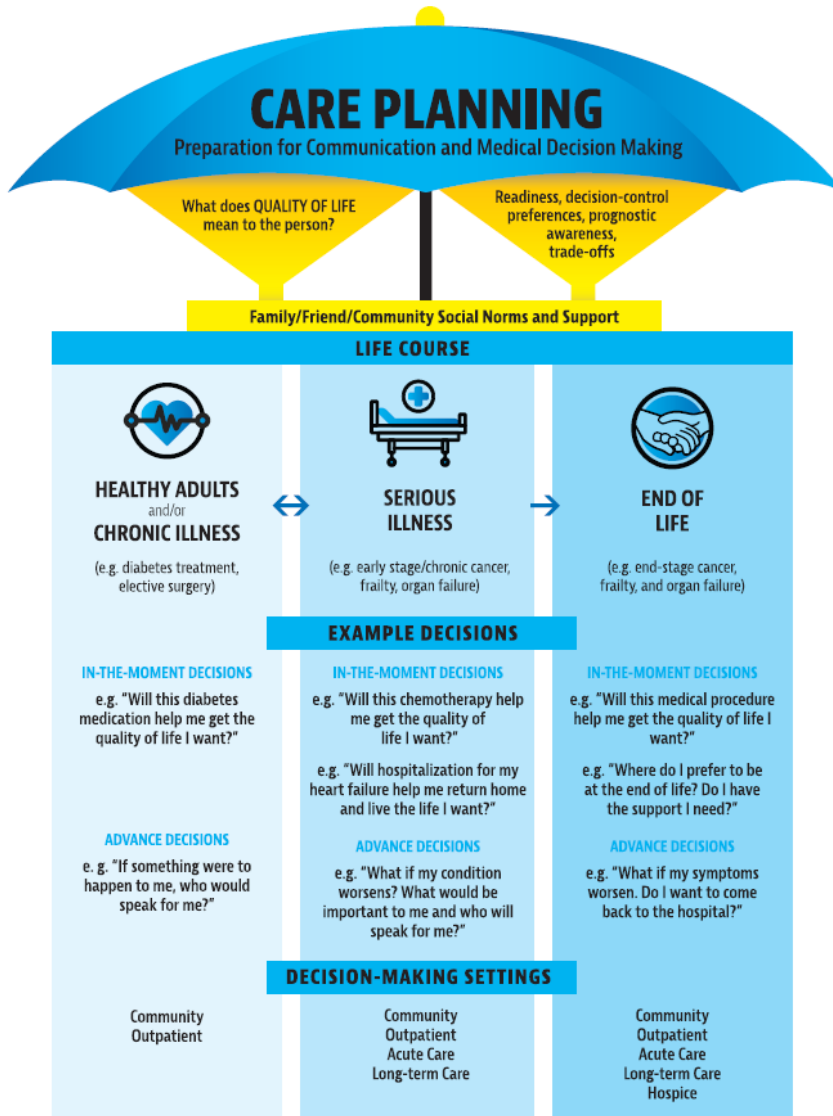 CARE PLANNING
Preparation for Communication and Medical Decision Making
What does QUALITY OF LIFE
mean to the person?
Readiness, decision-control
preferences, prognostic
awareness,
trade-offs
Family/Friend/Community Social Norms and Support
LIFE COURSE
HEALTHY ADULTS
and/or
CHRONIC ILLNESS
(e.g. diabetes treatment,
elective surgery)
SERIOUS
ILLNESS
(e.g. early stage/chronic cancer,
frailty, organ failure)
END OF
LIFE
(e.g. end-stage cancer,
frailty, and organ failure)
EXAMPLE DECISIONS
IN-THE-MOMENT DECISIONS
e.g. “Will this diabetes
medication help me get the
quality of life I want?”
ADVANCE DECISIONS
e. g. “If something were to
happen to me, who would
speak for me?”
IN-THE-MOMENT DECISIONS
e.g. “Will this chemotherapy help
me get the quality of
life I want?”
e.g. “Will hospitalization for my
heart failure help me return home
and live the life I want?”
ADVANCE DECISIONS
e.g. “What if my condition
worsens? What would be
important to me and who will
speak for me?”
IN-THE-MOMENT DECISIONS
e.g. “Will this medical procedure
help me get the quality of life I
want?”
e.g. “Where do I prefer to be
at the end of life? Do I have
the support I need?”
ADVANCE DECISIONS
e.g. “What if my symptoms
worsen. Do I want to come
back to the hospital?”
DECISION-MAKING SETTINGS
Community
Outpatient
Community
Outpatient
Acute Care
Long-term Care
Community
Outpatient
Acute Care
Long-term Care
Hospice